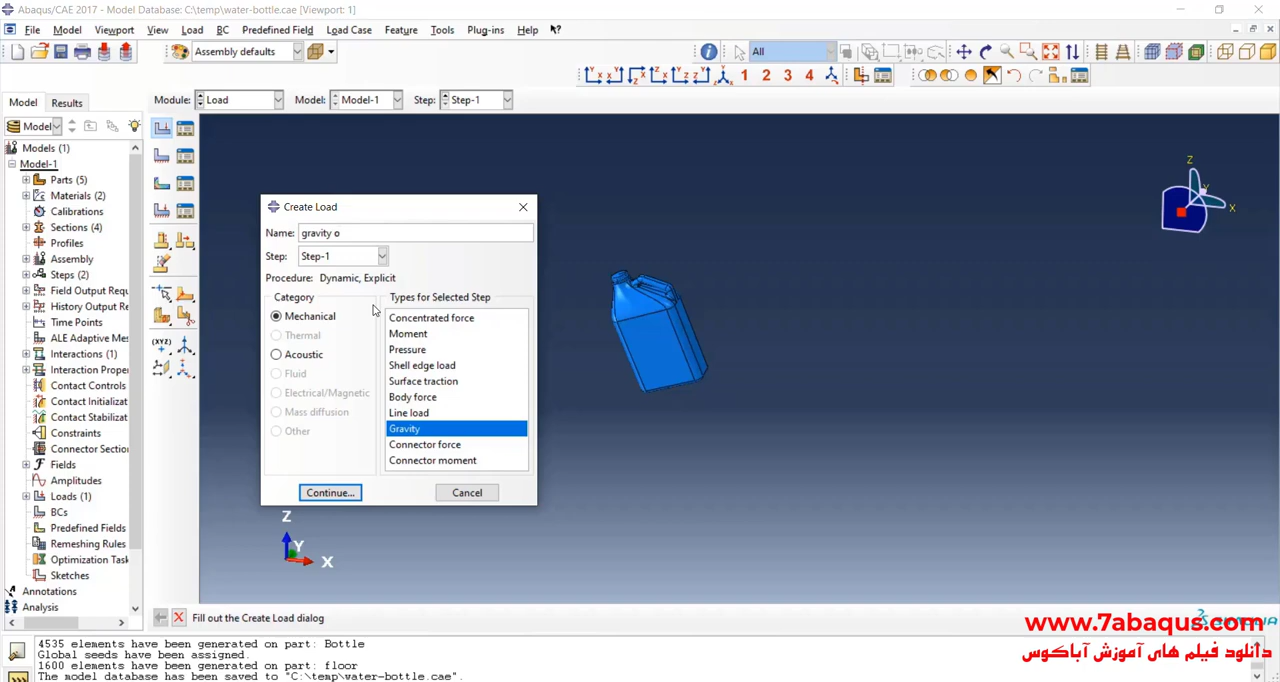 Abaqus/CAE 2017 - Model Database: C:\temp\water-bottle.cae [Viewport: 1]
File Model Viewport View Load BC Predefined Field Load Case Feature Tools Plug-ins Help
Assembly defaults
All
1 2 3 4
Model Results
Module: Load Model: Model-1 Step: Step-1
Model
Models (1)
Model-1
Parts (5)
Materials (2)
Calibrations
Sections (4)
Profiles
Assembly
Steps (2)
Field Output Requ
History Output Re
Time Points
ALE Adaptive Me
Interactions (1)
Interaction Prope
Contact Controls
Contact Initializat
Contact Stabilizat
Constraints
Connector Section
Fields
Amplitudes
Loads (1)
BCs
Predefined Fields
Remeshing Rules
Optimization Task
Sketches
Annotations
Analysis
(XYZ)
Create Load
Name: gravity o
Step: Step-1
Procedure: Dynamic, Explicit
Category
Mechanical
Thermal
Acoustic
Fluid
Electrical/Magnetic
Mass diffusion
Other
Types for Selected Step
Concentrated force
Moment
Pressure
Shell edge load
Surface traction
Body force
Line load
Gravity
Connector force
Connector moment
Continue...
Cancel
Z
Y
X
Z
Y
X
Fill out the Create Load dialog
4535 elements have been generated on part: Bottle
Global seeds have been assigned.
1600 elements have been generated on part: floor
The model database has been saved to "C:\temp\water-bottle.cae".
www.7abaqus.com
دانلود فیلم های آموزش آباکوس